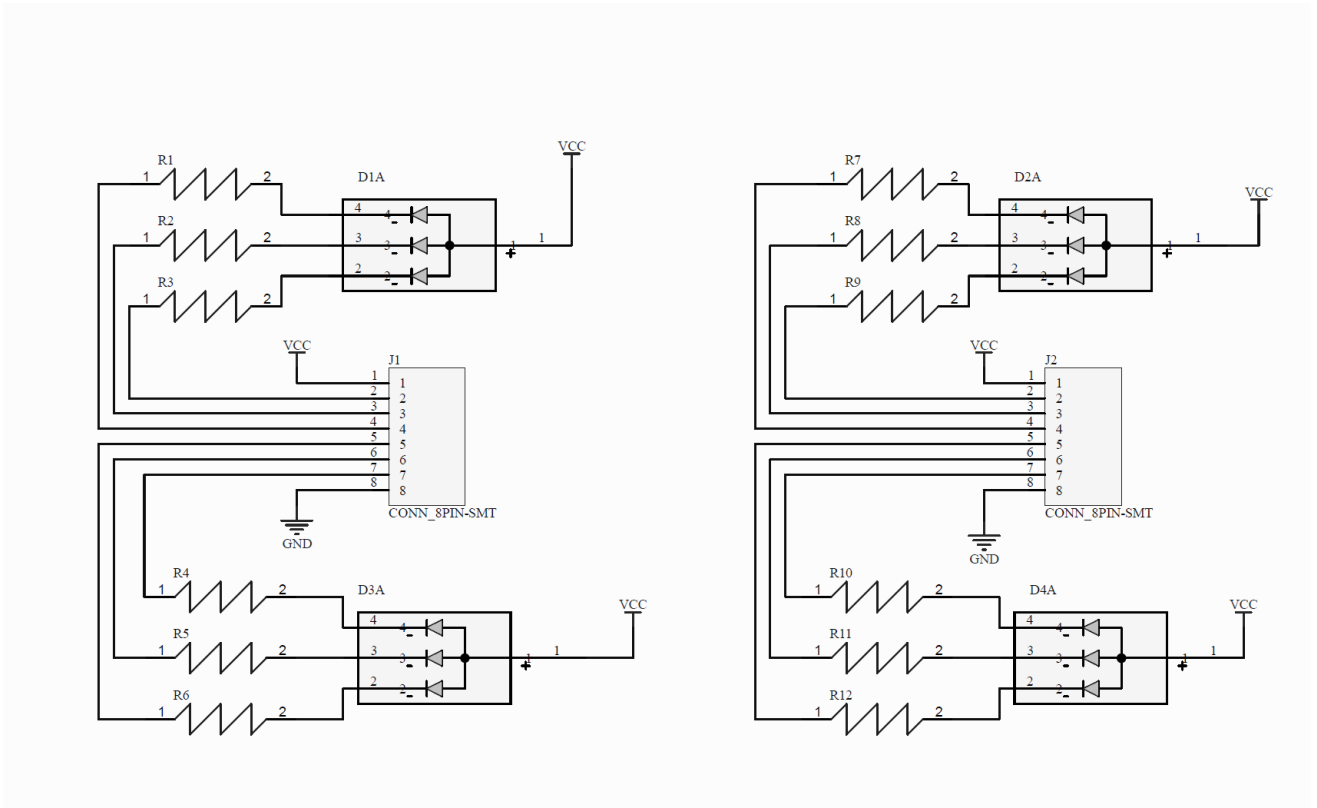 VCC
R1
1 2
D1A
4 4 -
R2
1 2
3 3 -
1 1
+
R3
1 2
2 2 -
VCC
J1
1 1
2 2
3 3
4 4
5 5
6 6
7 7
8 8
CONN_8PIN-SMT
GND
R4
1 2
D3A
VCC
4 4 -
R5
1 2
3 3 -
1 1
+
R6
1 2
2 2 -
R7
1 2
D2A
VCC
4 4 -
R8
1 2
3 3 -
1 1
+
R9
1 2
2 2 -
VCC
J2
1 1
2 2
3 3
4 4
5 5
6 6
7 7
8 8
CONN_8PIN-SMT
GND
R10
1 2
D4A
VCC
4 4 -
R11
1 2
3 3 -
1 1
+
R12
1 2
2 2 -